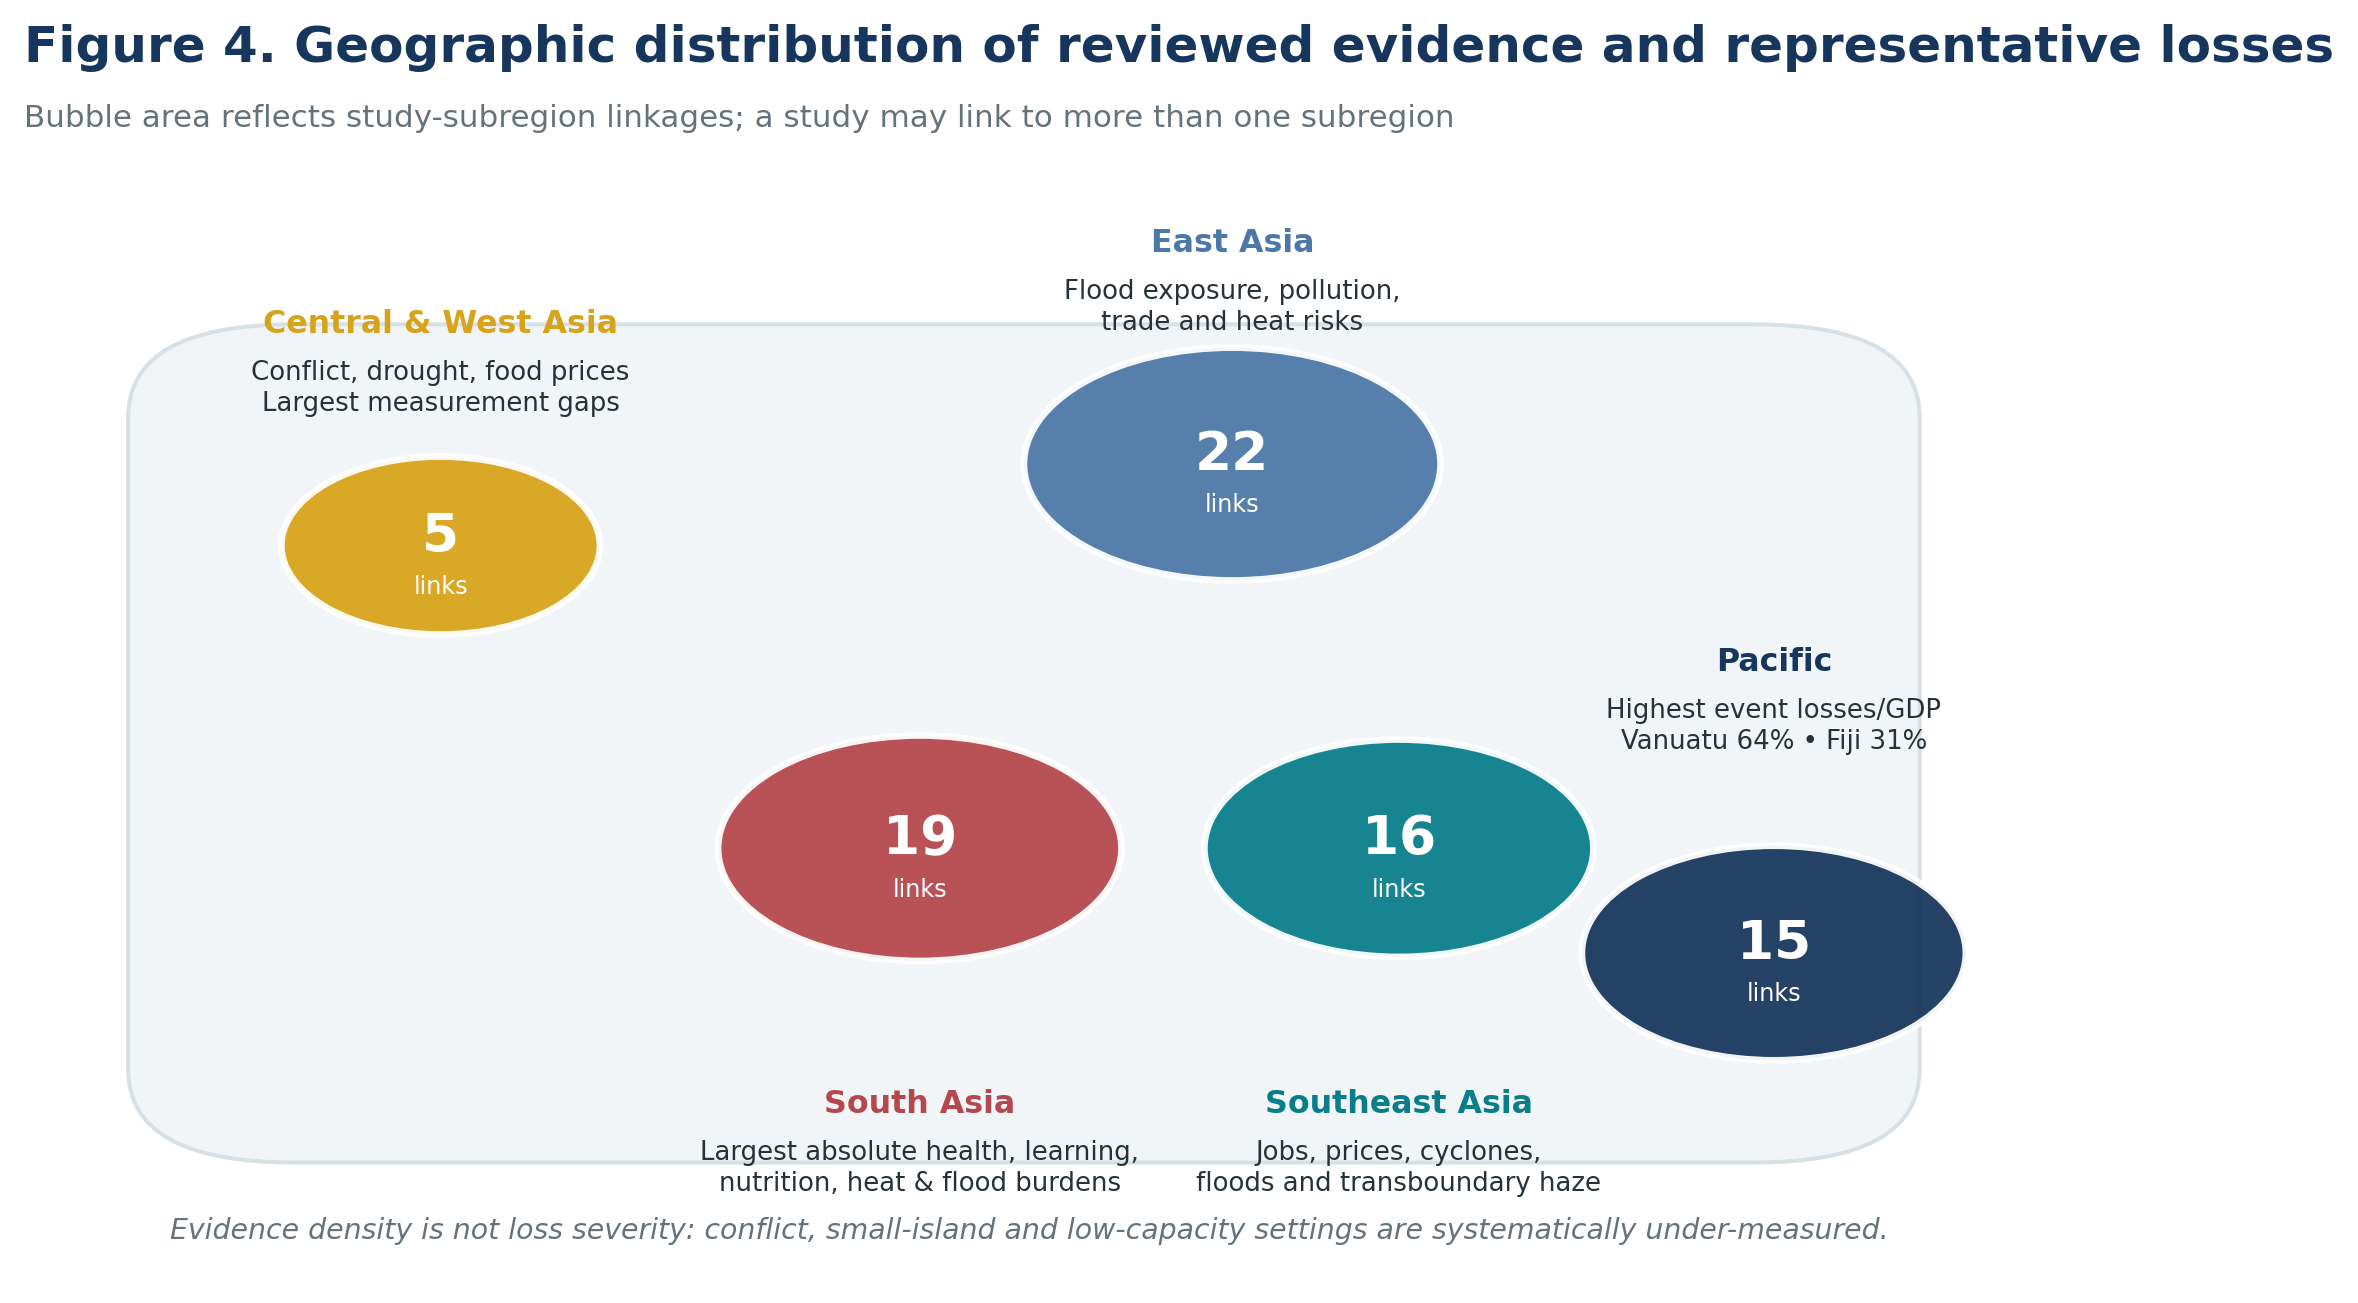 Figure 4. Geographic distribution of reviewed evidence and representative losses
Bubble area reflects study-subregion linkages; a study may link to more than one subregion
East Asia
Flood exposure, pollution,
trade and heat risks
22
links
Central & West Asia
Conflict, drought, food prices
Largest measurement gaps
5
links
Pacific
Highest event losses/GDP
Vanuatu 64% • Fiji 31%
15
links
19
links
South Asia
Largest absolute health, learning,
nutrition, heat & flood burdens
16
links
Southeast Asia
Jobs, prices, cyclones,
floods and transboundary haze
Evidence density is not loss severity: conflict, small-island and low-capacity settings are systematically under-measured.